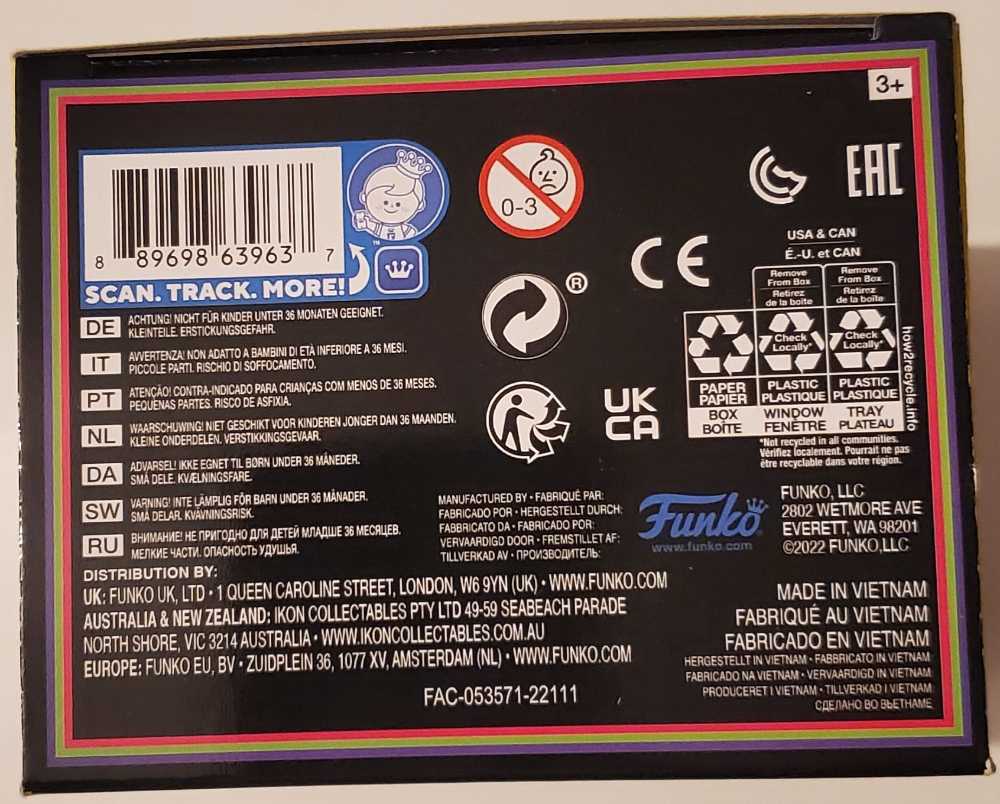 3+
8 89698 63963 7
SCAN. TRACK. MORE!
™
0-3
®
CE
EAC
UK
CA
USA & CAN
É.-U. et CAN
Remove
From Box
Retirez
de la boîte
Remove
From Box
Retirez
de la boîte
Check
Locally*
Check
Locally*
PAPER
PAPIER
PLASTIC
PLASTIQUE
PLASTIC
PLASTIQUE
BOX
BOÎTE
WINDOW
FENÊTRE
TRAY
PLATEAU
how2recycle.info
*Not recycled in all communities.
Vérifiez localement. Pourrait ne pas
être recyclable dans votre région.
DE ACHTUNG! NICHT FÜR KINDER UNTER 36 MONATEN GEEIGNET.
KLEINTEILE. ERSTICKUNGSGEFAHR.
IT AVVERTENZA! NON ADATTO A BAMBINI DI ETÀ INFERIORE A 36 MESI.
PICCOLE PARTI. RISCHIO DI SOFFOCAMENTO.
PT ATENÇÃO! CONTRA-INDICADO PARA CRIANÇAS COM MENOS DE 36 MESES.
PEQUENAS PARTES. RISCO DE ASFIXIA.
NL WAARSCHUWING! NIET GESCHIKT VOOR KINDEREN JONGER DAN 36 MAANDEN.
KLEINE ONDERDELEN. VERSTIKKINGSGEVAAR.
DA ADVARSEL! IKKE EGNET TIL BØRN UNDER 36 MÅNEDER.
SMÅ DELE. KVÆLNINGSFARE.
SW VARNING! INTE LÄMPLIG FÖR BARN UNDER 36 MÅNADER.
SMÅ DELAR. KVÄVNINGSRISK.
RU ВНИМАНИЕ! НЕ ПРИГОДНО ДЛЯ ДЕТЕЙ МЛАДШЕ 36 МЕСЯЦЕВ.
МЕЛКИЕ ЧАСТИ. ОПАСНОСТЬ УДУШЬЯ.
MANUFACTURED BY • FABRIQUÉ PAR:
FABRICADO POR • HERGESTELLT DURCH:
FABBRICATO DA • FABRICADO POR:
VERVAARDIGD DOOR • FREMSTILLET AF:
TILLVERKAD AV • ПРОИЗВОДИТЕЛЬ:
Funko
www.funko.com
FUNKO, LLC
2802 WETMORE AVE
EVERETT, WA 98201
©2022 FUNKO,LLC
DISTRIBUTION BY:
UK: FUNKO UK, LTD • 1 QUEEN CAROLINE STREET, LONDON, W6 9YN (UK) • WWW.FUNKO.COM
AUSTRALIA & NEW ZEALAND: IKON COLLECTABLES PTY LTD 49-59 SEABEACH PARADE
NORTH SHORE, VIC 3214 AUSTRALIA • WWW.IKONCOLLECTABLES.COM.AU
EUROPE: FUNKO EU, BV • ZUIDPLEIN 36, 1077 XV, AMSTERDAM (NL) • WWW.FUNKO.COM
FAC-053571-22111
MADE IN VIETNAM
FABRIQUÉ AU VIETNAM
FABRICADO EN VIETNAM
HERGESTELLT IN VIETNAM • FABBRICATO IN VIETNAM
FABRICADO NA VIETNAM • VERVAARDIGD IN VIETNAM
PRODUCERET I VIETNAM • TILLVERKAD I VIETNAM
СДЕЛАНО ВО ВЬЕТНАМЕ